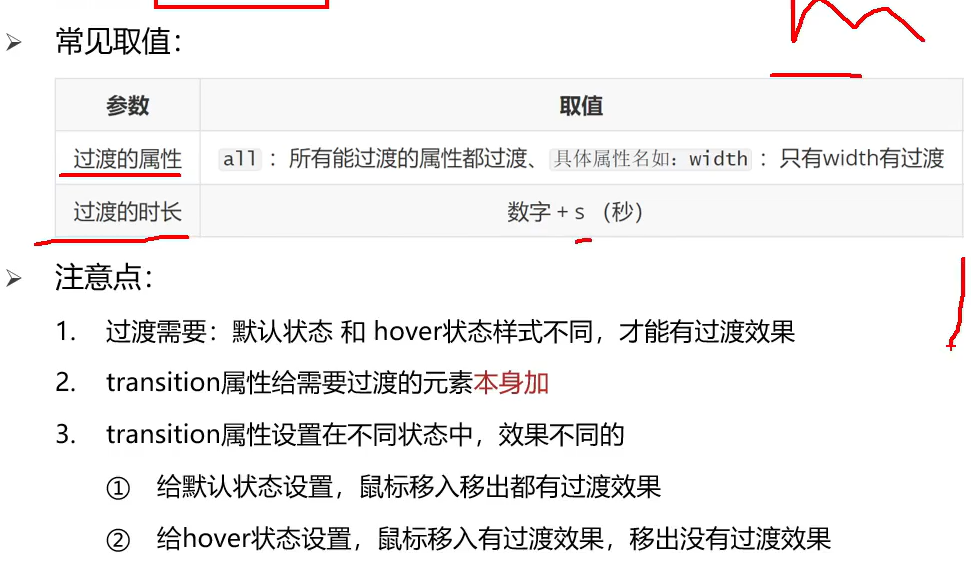 常见取值：
参数 取值
过渡的属性 all ： 所有能过渡的属性都过渡、 具体属性名如：width ： 只有width有过渡
过渡的时长 数字 + s （秒）
注意点：
1. 过渡需要：默认状态 和 hover状态样式不同，才能有过渡效果
2. transition属性给需要过渡的元素本身加
3. transition属性设置在不同状态中，效果不同的
① 给默认状态设置，鼠标移入移出都有过渡效果
② 给hover状态设置，鼠标移入有过渡效果，移出没有过渡效果